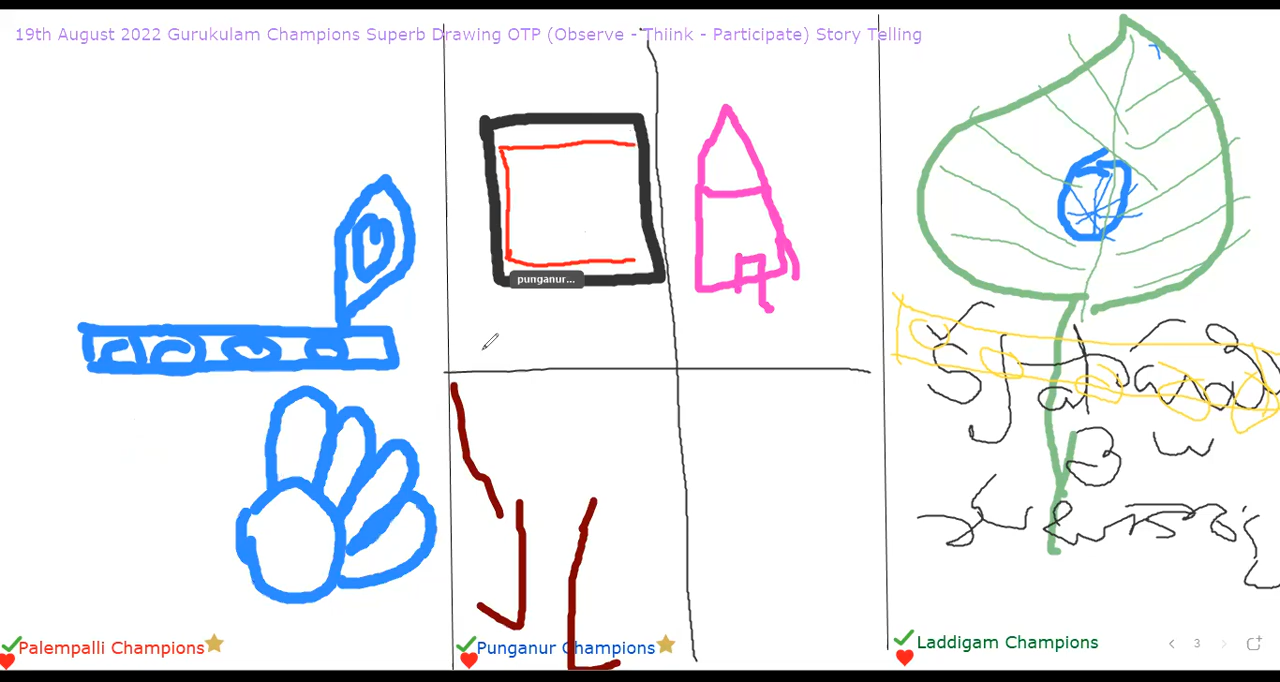 19th August 2022 Gurukulam Champions Superb Drawing OTP (Observe - Thiink - Participate) Story Telling
punganur...
Palempalli Champions
Punganur Champions
Laddigam Champions
3